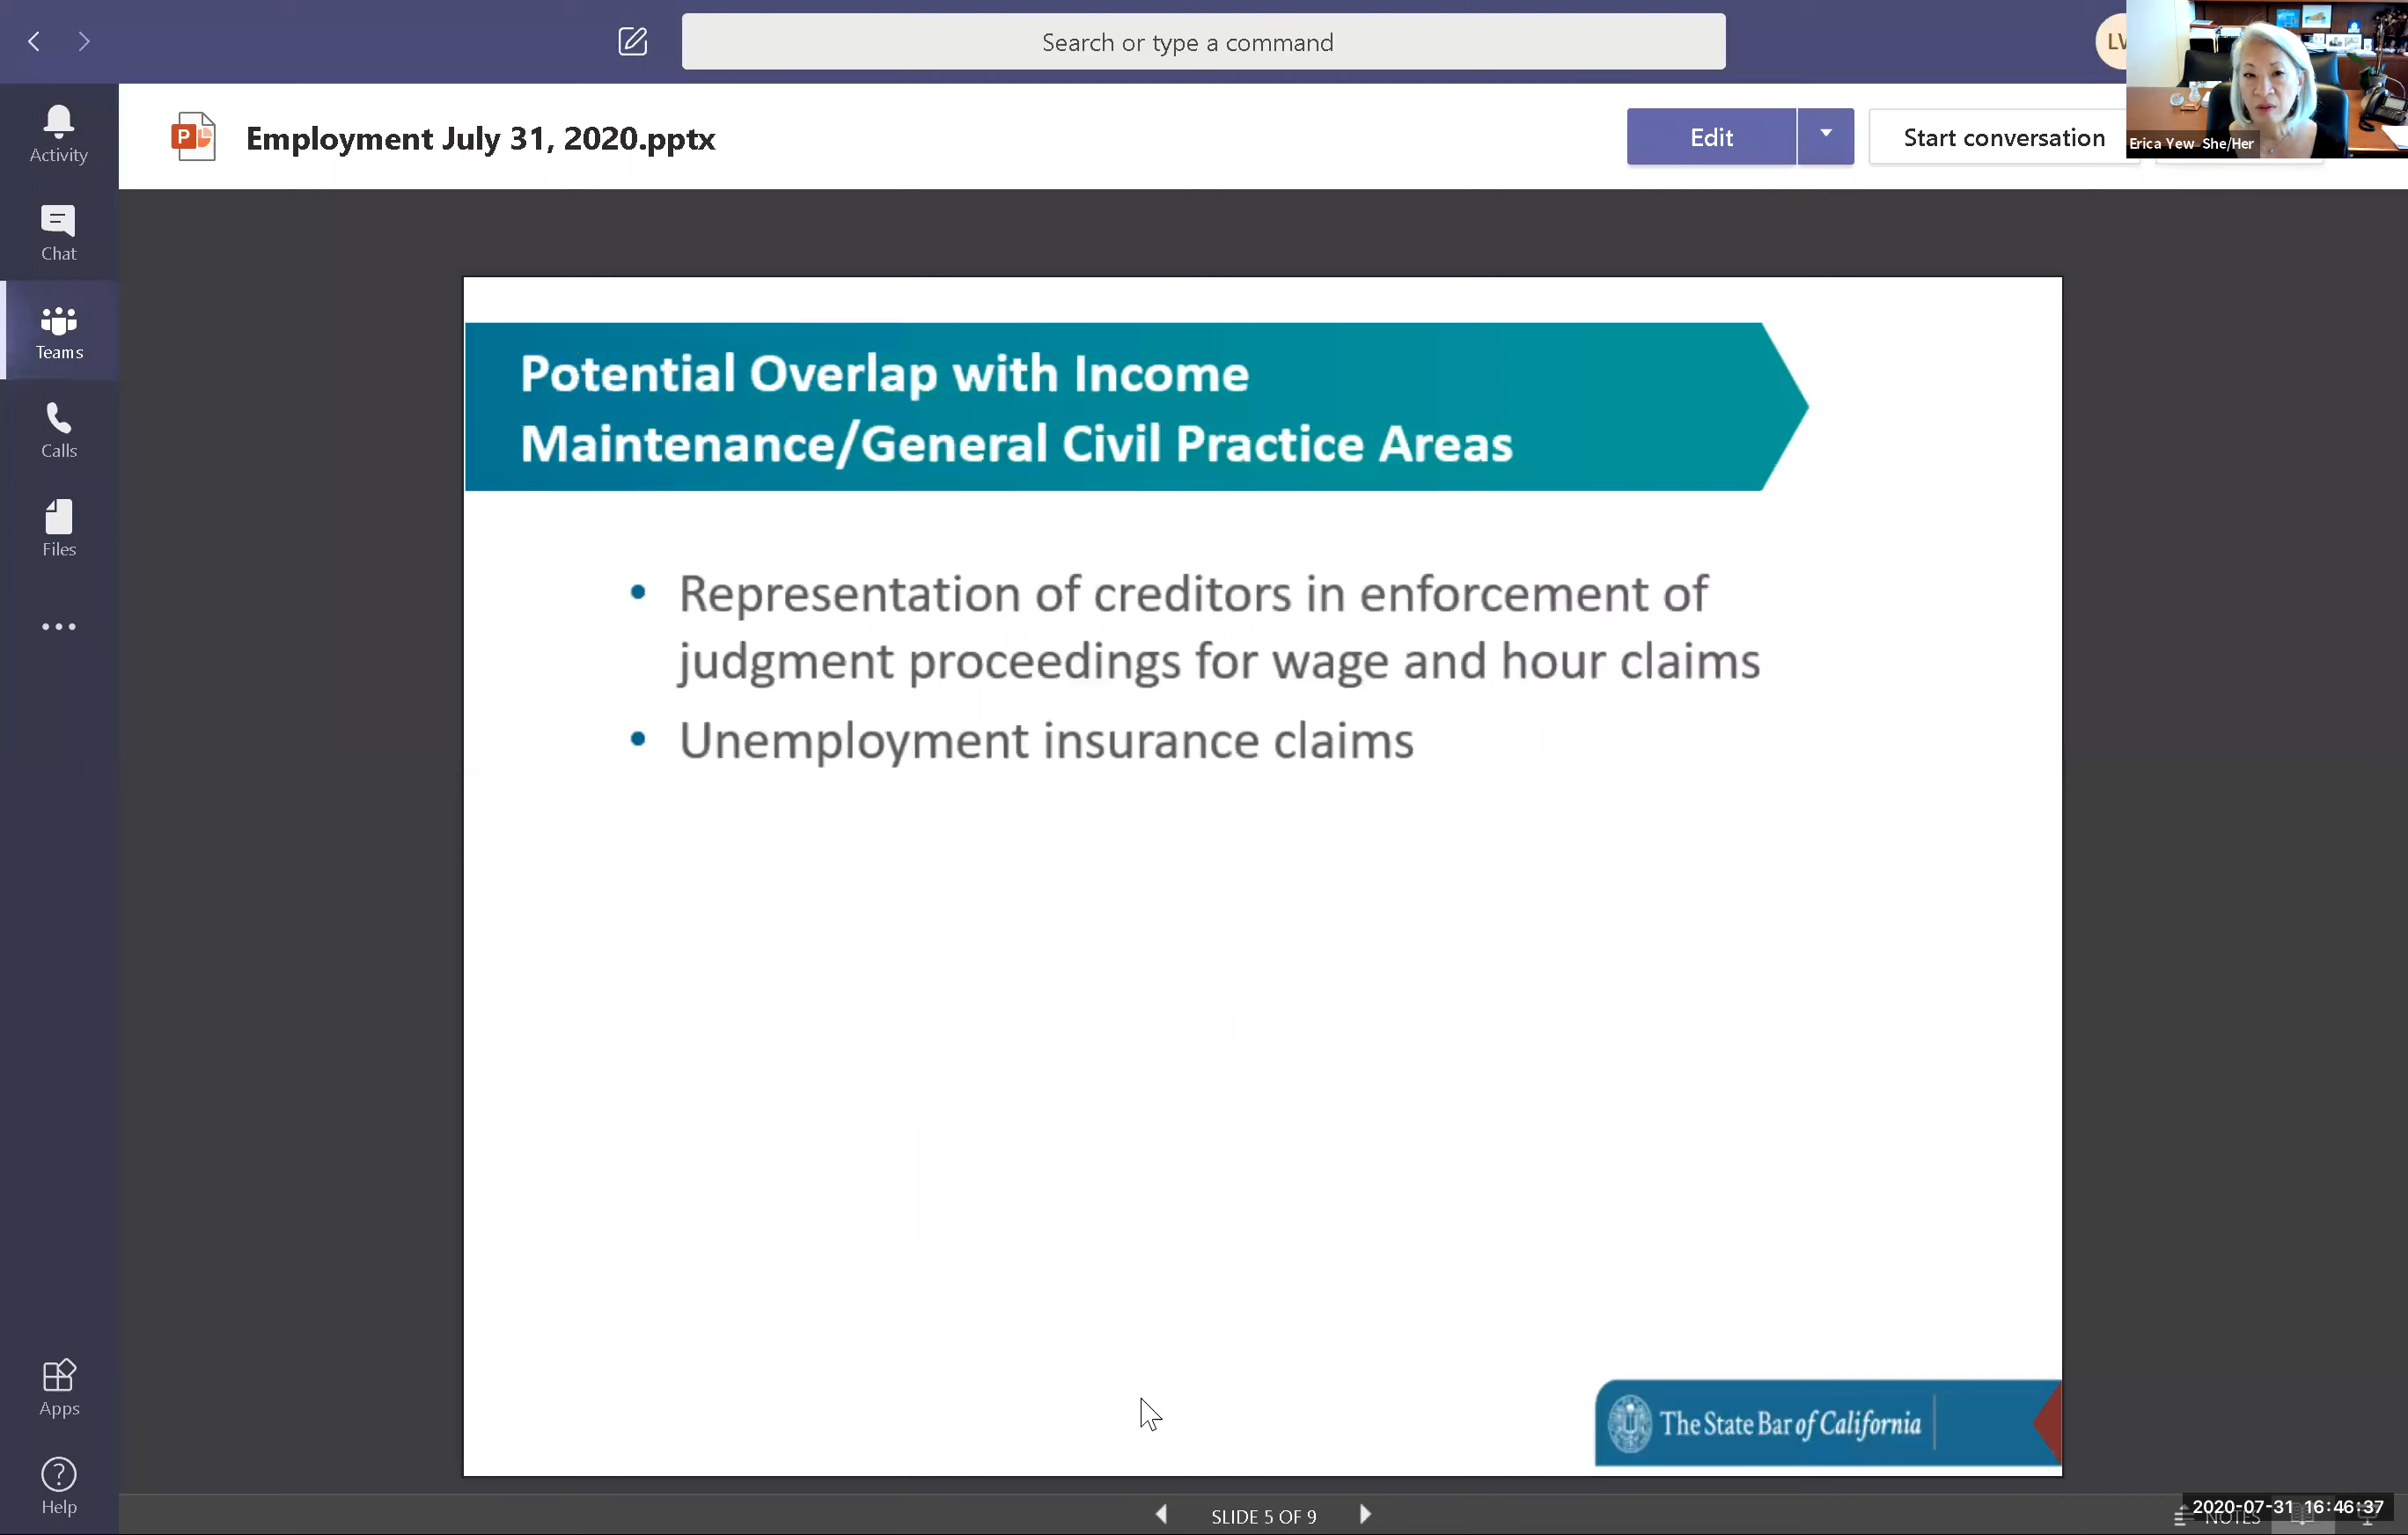 Search or type a command
LV
Erica Yew She/Her
Employment July 31, 2020.pptx
Edit
Start conversation
Activity
Chat
Teams
Calls
Files
Apps
Help
Potential Overlap with Income
Maintenance/General Civil Practice Areas
• Representation of creditors in enforcement of
judgment proceedings for wage and hour claims
• Unemployment insurance claims
The State Bar of California
SLIDE 5 OF 9
NOTES
2020-07-31 16:46:37